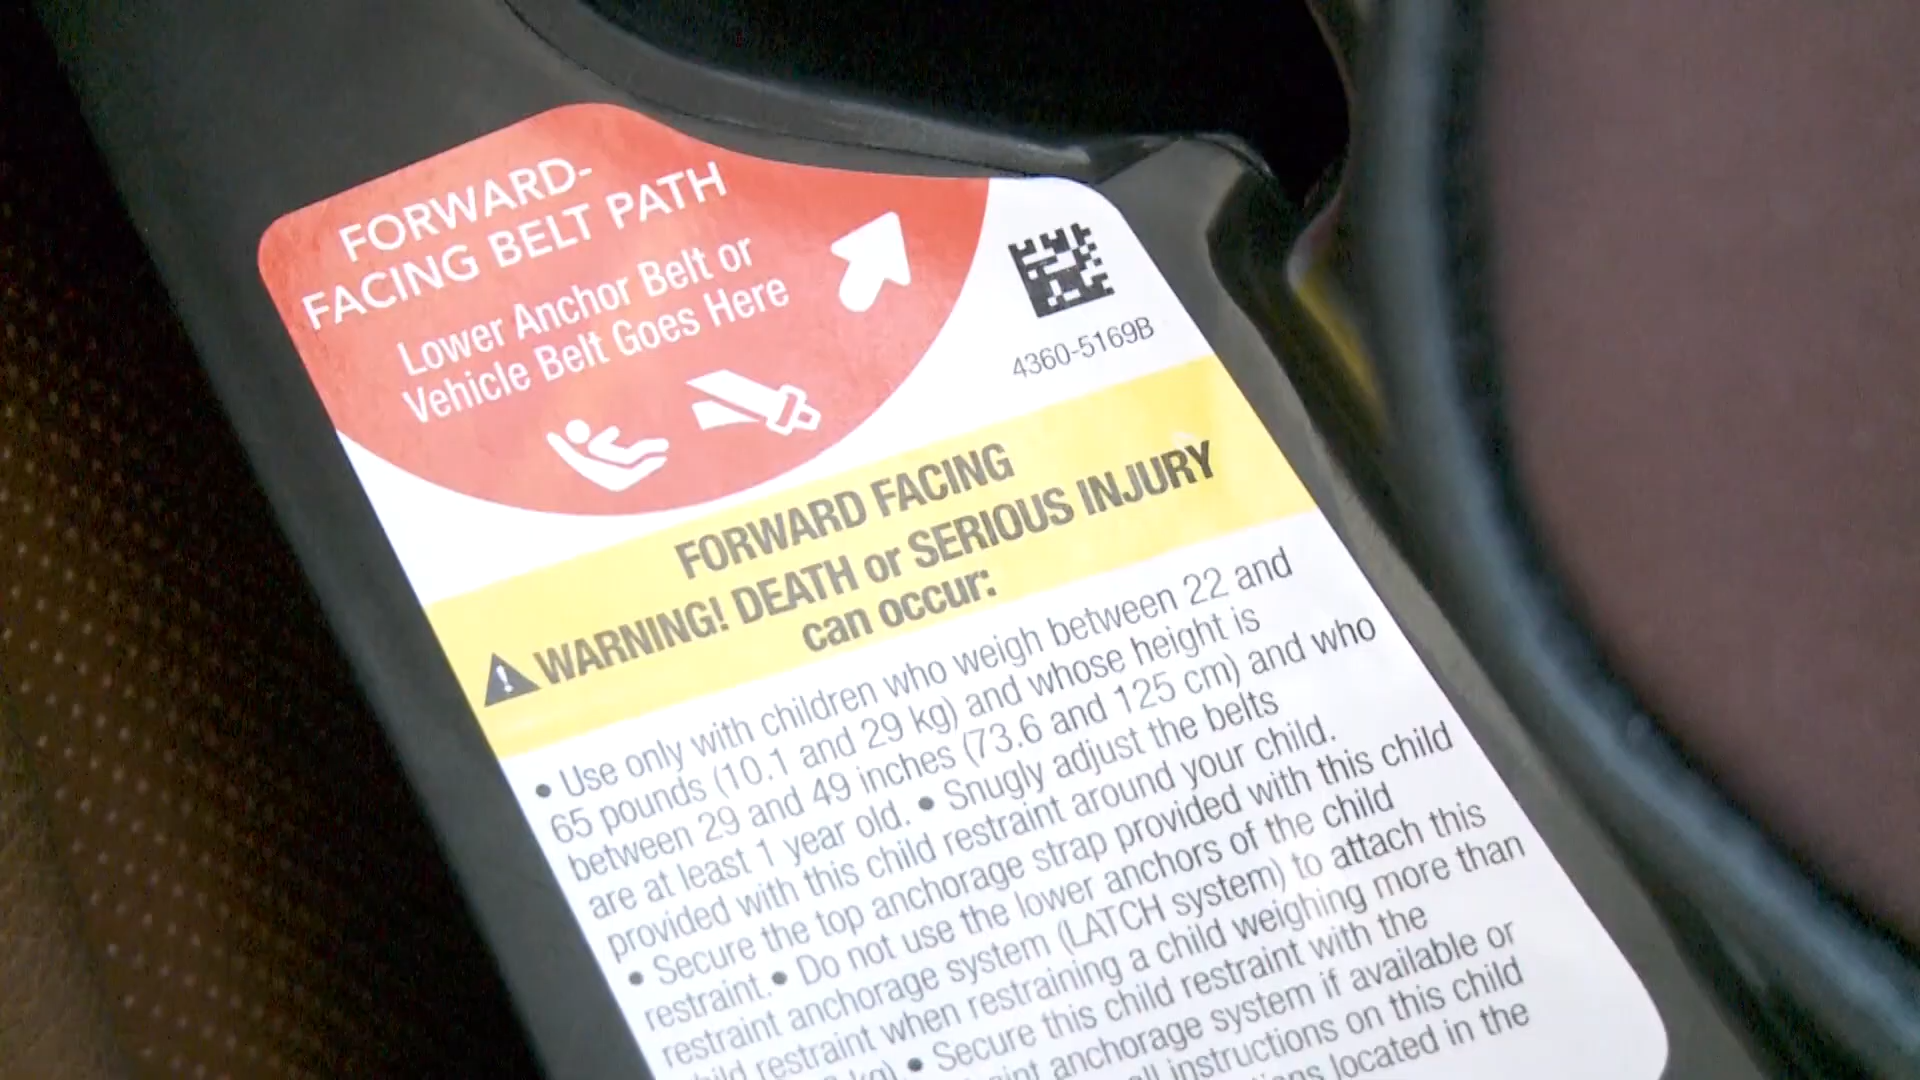 FORWARD-
FACING BELT PATH
Lower Anchor Belt or
Vehicle Belt Goes Here
4360-5169B
FORWARD FACING
WARNING! DEATH or SERIOUS INJURY
can occur:
• Use only with children who weigh between 22 and
65 pounds (10.1 and 29 kg) and whose height is
between 29 and 49 inches (73.6 and 125 cm) and who
are at least 1 year old. • Snugly adjust the belts
provided with this child restraint around your child.
• Secure the top anchorage strap provided with this child
restraint. • Do not use the lower anchors of the child
restraint anchorage system (LATCH system) to attach this
restraint when restraining a child weighing more than
kg). • Secure this child restraint with the
anchorage system if available or
instructions on this child
located in the